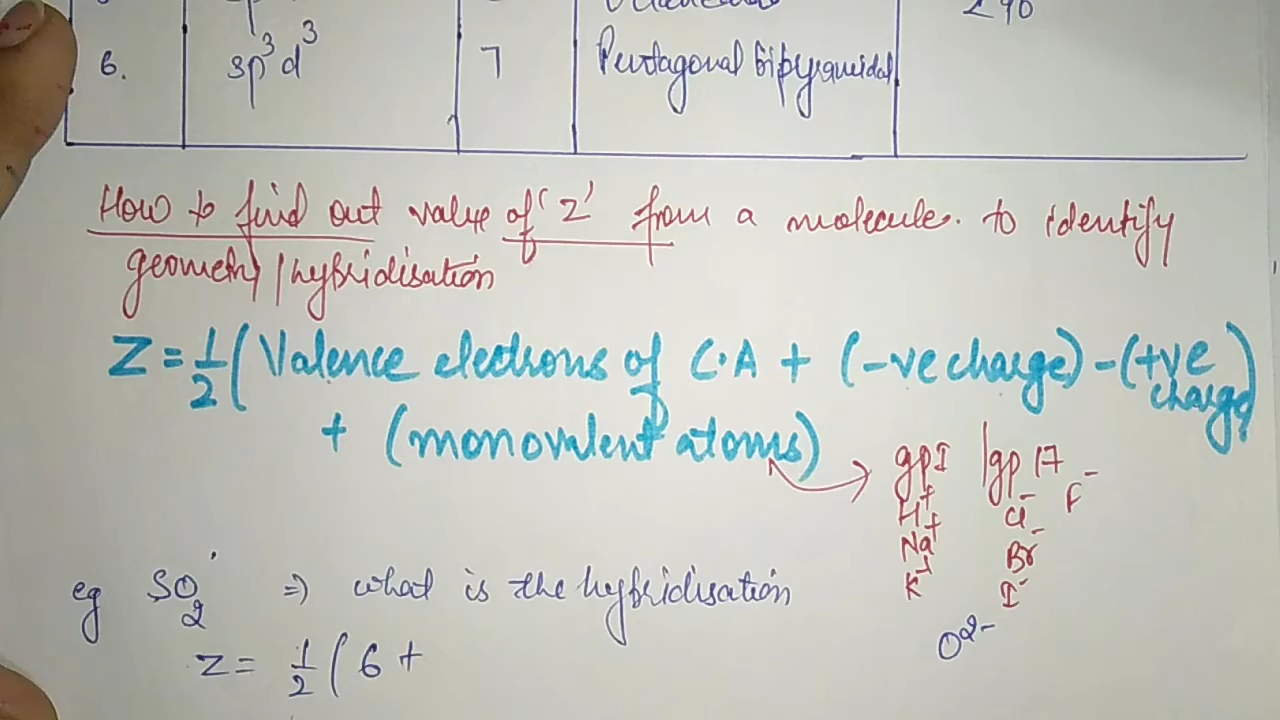 <90
6. sp³d³ 7 Pentagonal bipyramidal
How to find out value of 'Z' from a molecule. to identify
geometry / hybridisation
Z = 1/2 (Valence electrons of C.A + (-ve charge) - (+ve charge)
+ (monovalent atoms)
gp I | gp 17
H⁺ Cl⁻ F⁻
Na⁺ Br⁻
K⁺ I⁻
O²⁻
eg SO₂ ⇒ what is the hybridisation
Z = 1/2 ( 6 +